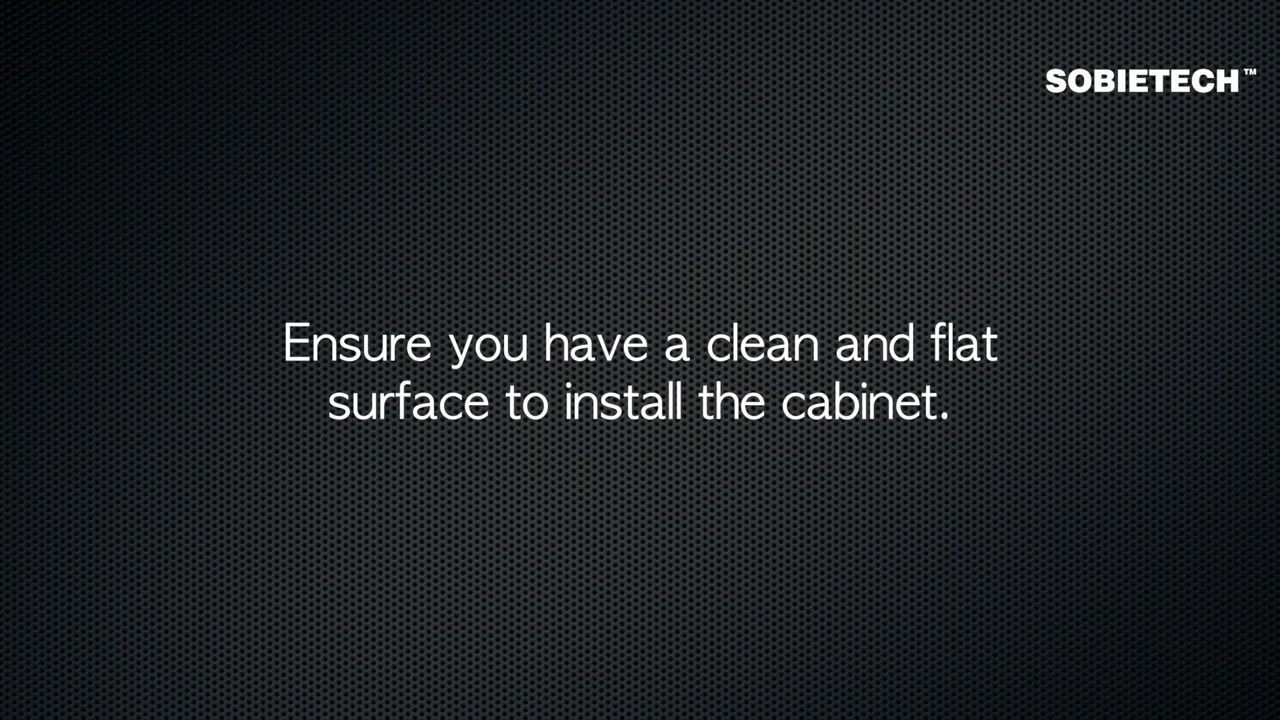 SOBIETECH™
Ensure you have a clean and flat
surface to install the cabinet.